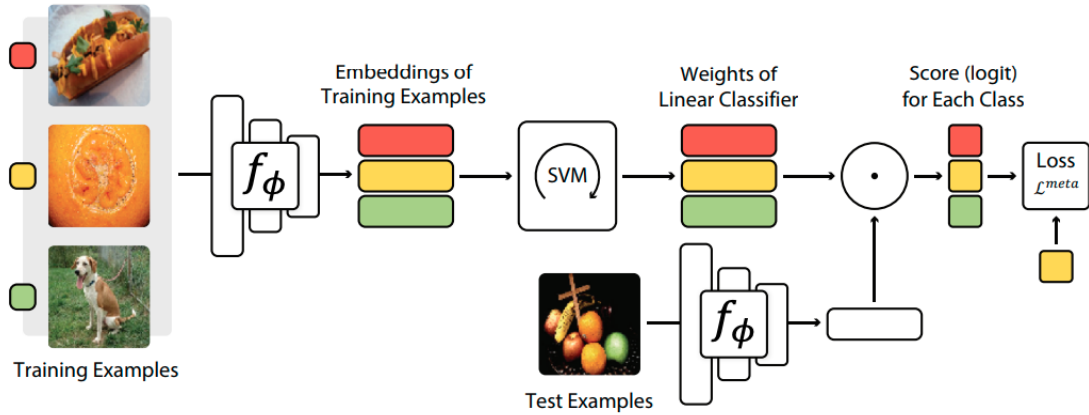 Embeddings of
Training Examples
Weights of
Linear Classifier
Score (logit)
for Each Class
fϕ
SVM
Loss
ℒᵐᵉᵗᵃ
fϕ
Training Examples
Test Examples